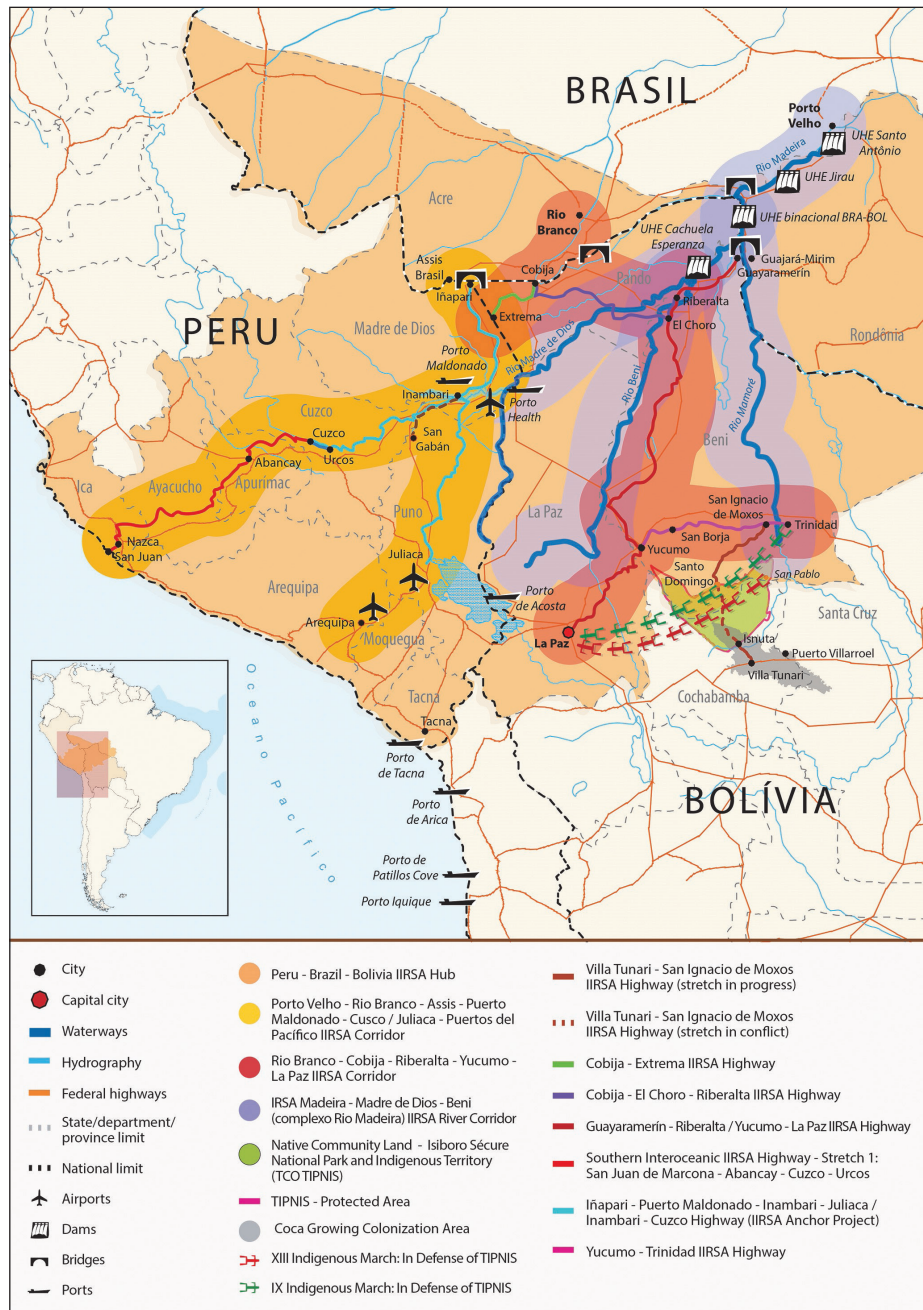 BRASIL
Porto
Velho
UHE Santo
Antônio
Rio Madeira
UHE Jirau
UHE binacional BRA-BOL
Acre
Rio
Branco
UHE Cachuela
Esperanza
Guajará-Mirim
Guayaramerín
Assis
Brasil
Iñapari
Cobija
Pando
Riberalta
Extrema
El Choro
PERU
Madre de Dios
Rondônia
Porto
Maldonado
Rio Madre de Dios
Rio Beni
Rio Mamoré
Inambari
Porto
Health
Cuzco
Cuzco
Urcos
San
Gabán
Beni
Abancay
Ica
Ayacucho
Apurimac
Puno
La Paz
San Ignacio
de Moxos
Trinidad
Nazca
San Juan
San Borja
Yucumo
Juliaca
Santo
Domingo
San Pablo
Arequipa
Porto
de Acosta
Santa Cruz
Arequipa
Moquegua
La Paz
Isnuta/
Puerto Villarroel
Villa Tunari
Tacna
Cochabamba
Tacna
Oceano Pacífico
Porto
de Tacna
Porto
de Arica
BOLÍVIA
Porto de
Patillos Cove
Porto Iquique
City
Capital city
Waterways
Hydrography
Federal highways
State/department/
province limit
National limit
Airports
Dams
Bridges
Ports
Peru - Brazil - Bolivia IIRSA Hub
Porto Velho - Rio Branco - Assis - Puerto
Maldonado - Cusco / Juliaca - Puertos del
Pacífico IIRSA Corridor
Rio Branco - Cobija - Riberalta - Yucumo -
La Paz IIRSA Corridor
IRSA Madeira - Madre de Dios - Beni
(complexo Rio Madeira) IIRSA River Corridor
Native Community Land - Isiboro Sécure
National Park and Indigenous Territory
(TCO TIPNIS)
TIPNIS - Protected Area
Coca Growing Colonization Area
XIII Indigenous March: In Defense of TIPNIS
IX Indigenous March: In Defense of TIPNIS
Villa Tunari - San Ignacio de Moxos
IIRSA Highway (stretch in progress)
Villa Tunari - San Ignacio de Moxos
IIRSA Highway (stretch in conflict)
Cobija - Extrema IIRSA Highway
Cobija - El Choro - Riberalta IIRSA Highway
Guayaramerín - Riberalta / Yucumo - La Paz IIRSA Highway
Southern Interoceanic IIRSA Highway - Stretch 1:
San Juan de Marcona - Abancay - Cuzco - Urcos
Iñapari - Puerto Maldonado - Inambari - Juliaca /
Inambari - Cuzco Highway (IIRSA Anchor Project)
Yucumo - Trinidad IIRSA Highway